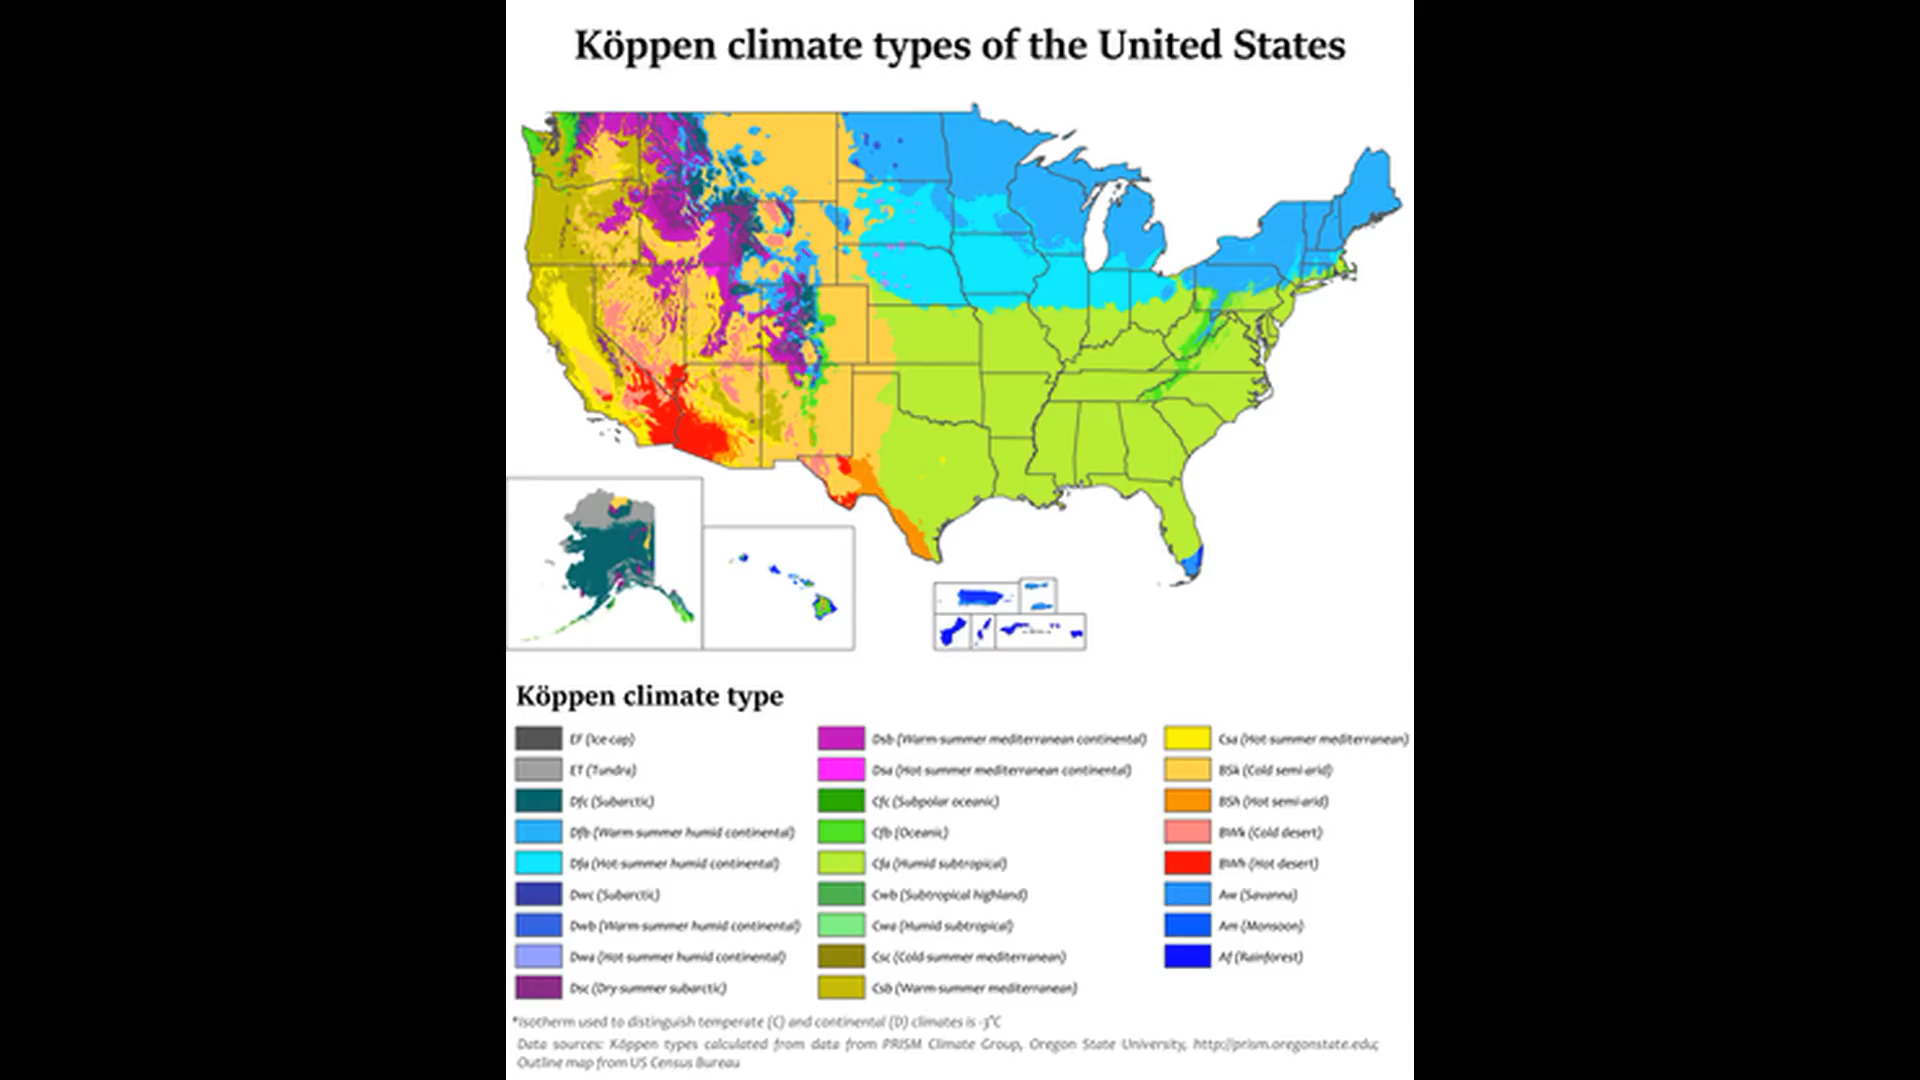 Köppen climate types of the United States
Köppen climate type
Ef (Ice-cap)
ET (Tundra)
Dfc (Subarctic)
Dfb (Warm-summer humid continental)
Dfa (Hot-summer humid continental)
Dwc (Subarctic)
Dwb (Warm-summer humid continental)
Dwa (Hot-summer humid continental)
Dsc (Dry-summer subarctic)
Dsb (Warm-summer mediterranean continental)
Dsa (Hot-summer mediterranean continental)
Cfc (Subpolar oceanic)
Cfb (Oceanic)
Cfa (Humid subtropical)
Cwb (Subtropical highland)
Cwa (Humid subtropical)
Csc (Cold-summer mediterranean)
Csb (Warm-summer mediterranean)
Csa (Hot-summer mediterranean)
BSk (Cold semi-arid)
BSh (Hot semi-arid)
BWk (Cold desert)
BWh (Hot desert)
Aw (Savanna)
Am (Monsoon)
Af (Rainforest)
*Isotherm used to distinguish temperate (C) and continental (D) climates is -3°C
Data sources: Köppen types calculated from data from PRISM Climate Group, Oregon State University, http://prism.oregonstate.edu;
Outline map from US Census Bureau